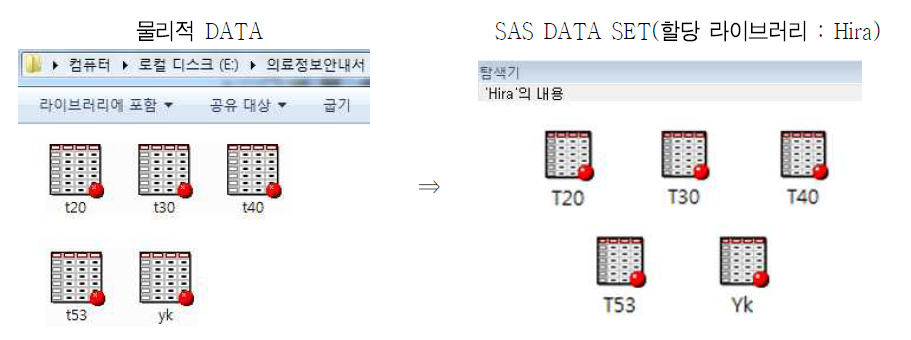 물리적 DATA
SAS DATA SET(할당 라이브러리 : Hira)
컴퓨터 ▸ 로컬 디스크 (E:) ▸ 의료정보안내서
라이브러리에 포함 ▼ 공유 대상 ▼ 굽기
t20 t30 t40
t53 yk
⇒
탐색기
'Hira'의 내용
T20 T30 T40
T53 Yk